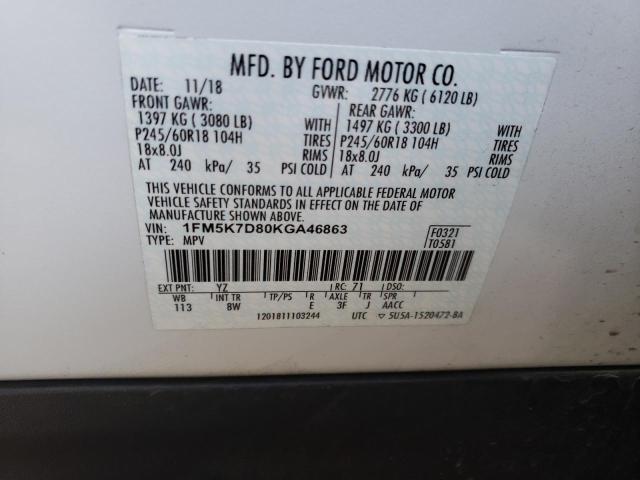 MFD. BY FORD MOTOR CO.
DATE: 11/18 GVWR: 2776 KG ( 6120 LB)
FRONT GAWR: REAR GAWR:
1397 KG ( 3080 LB) WITH 1497 KG ( 3300 LB) WITH
P245/60R18 104H TIRES P245/60R18 104H TIRES
18x8.0J RIMS 18x8.0J RIMS
AT 240 kPa/ 35 PSI COLD AT 240 kPa/ 35 PSI COLD
THIS VEHICLE CONFORMS TO ALL APPLICABLE FEDERAL MOTOR
VEHICLE SAFETY STANDARDS IN EFFECT ON THE DATE OF
MANUFACTURE SHOWN ABOVE.
VIN: 1FM5K7D80KGA46863 F0321
TYPE: MPV T0581
EXT PNT: YZ RC: 71 DSO:
WB INT TR TP/PS R AXLE TR SPR
113 8W E 3F J AACC
1201811103244 UTC ▽ 5U5A-1520472-BA